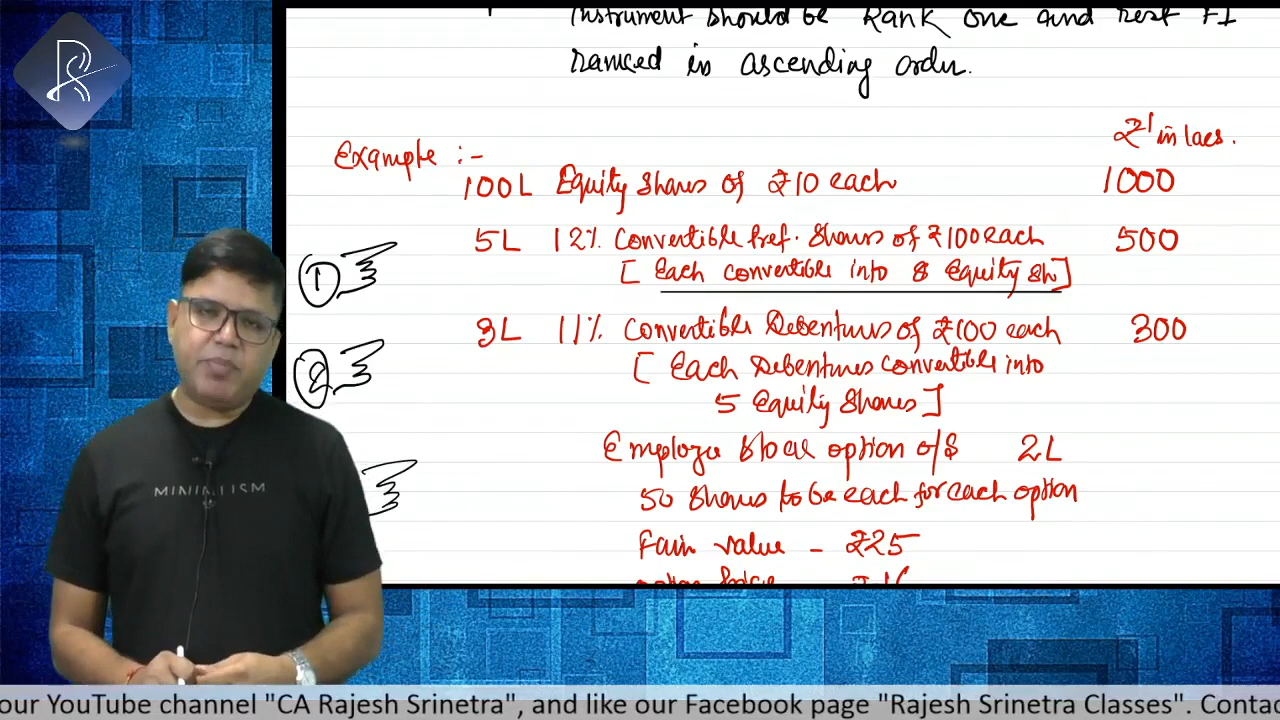 Instrument should be Rank one and rest FI
ranked in ascending order.
₹ in lacs.
Example :-
100L Equity Shares of ₹10 each 1000
5L 12% Convertible Pref. Shares of ₹100 each 500
[ Each convertible into 8 Equity Sh ]
①
3L 11% Convertible Debentures of ₹100 each 300
[ Each Debentures convertible into
5 Equity Shares ]
②
Employee Stock option o/s 2L
50 Shares to be each for each option
Fair value - ₹25
MINIMALISM
our YouTube channel "CA Rajesh Srinetra", and like our Facebook page "Rajesh Srinetra Classes". Contac